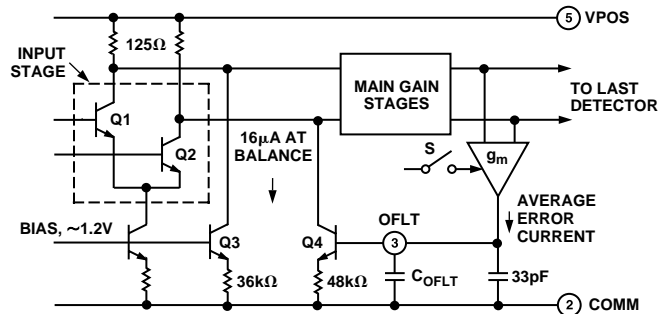 5 VPOS
125Ω
INPUT
STAGE
MAIN GAIN
STAGES
TO LAST
DETECTOR
Q1
Q2
16µA AT
BALANCE
S
gm
AVERAGE
ERROR
CURRENT
BIAS, ~1.2V
Q3
Q4
OFLT
3
36kΩ
48kΩ
COFLT
33pF
2 COMM